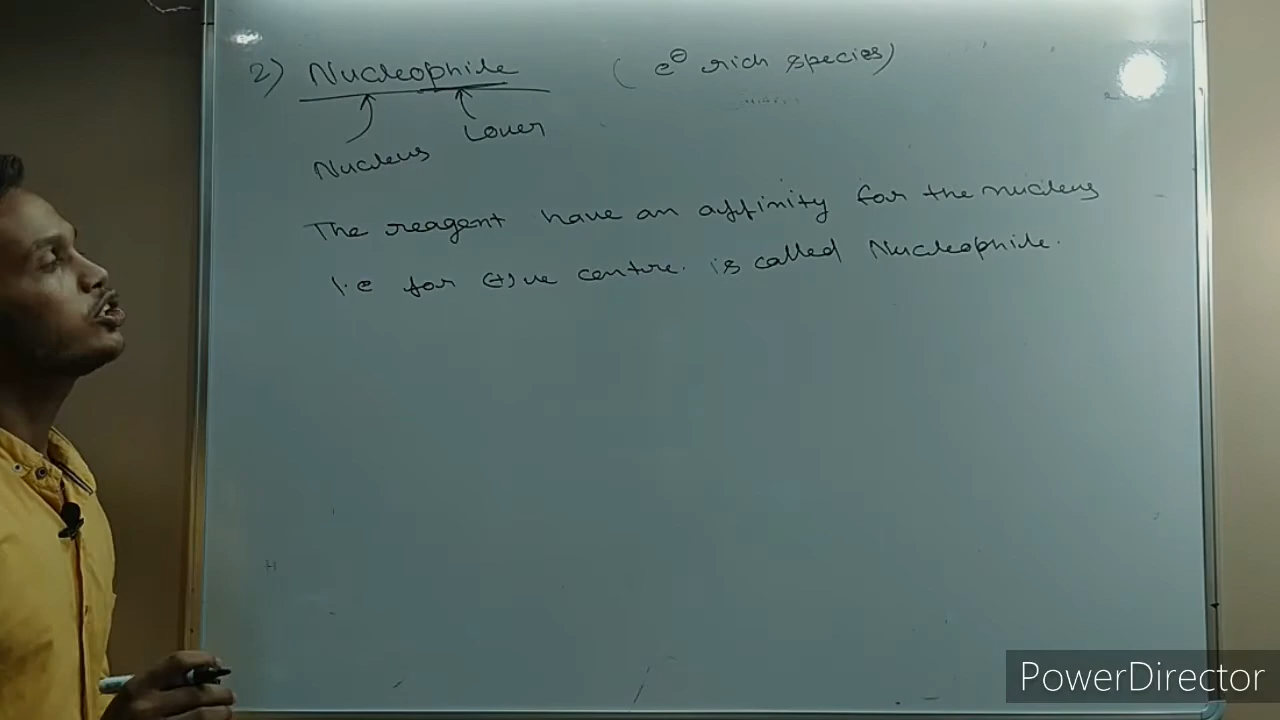 2) Nucleophile ( e⊖ rich species)
Nucleus Lover
The reagent have an affinity for the nucleus
i.e for (+)ve centre. is called Nucleophile.
PowerDirector